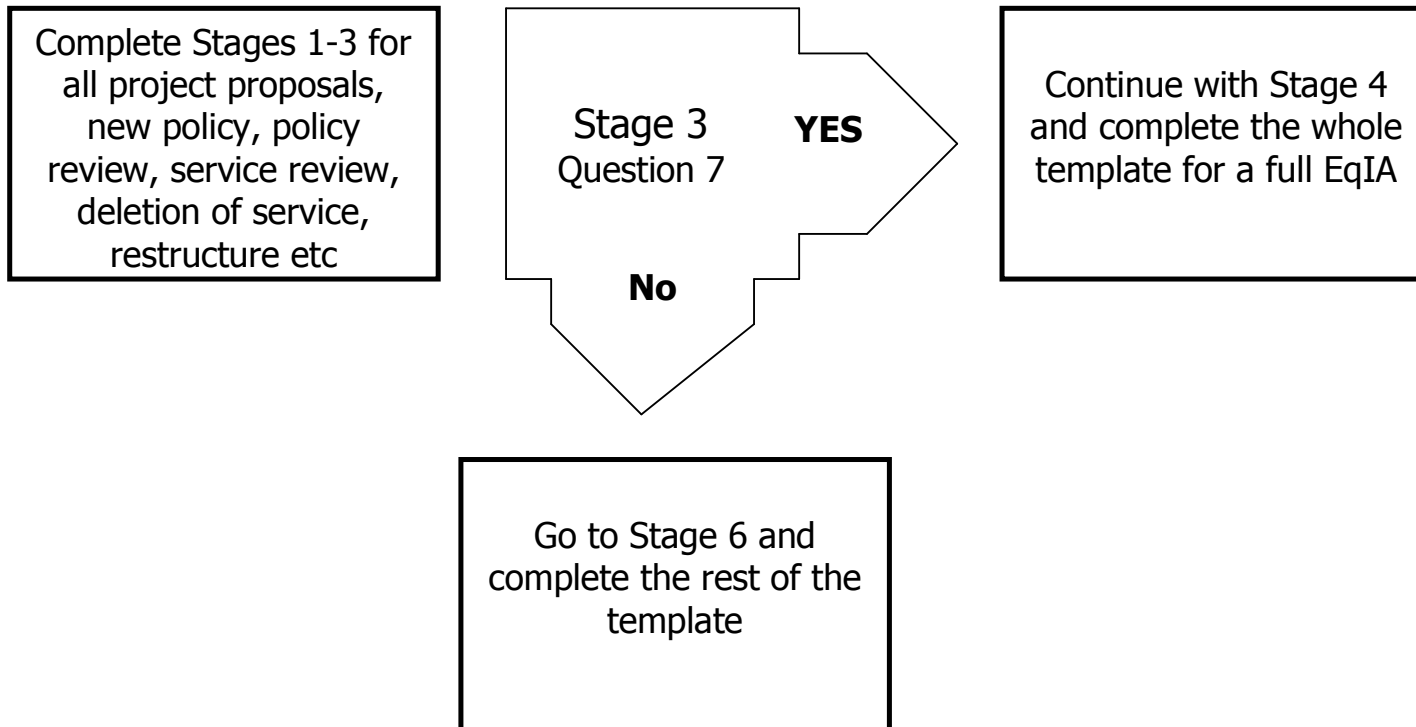 Complete Stages 1-3 for
all project proposals,
new policy, policy
review, service review,
deletion of service,
restructure etc
Stage 3
Question 7
YES
No
Continue with Stage 4
and complete the whole
template for a full EqIA
Go to Stage 6 and
complete the rest of the
template